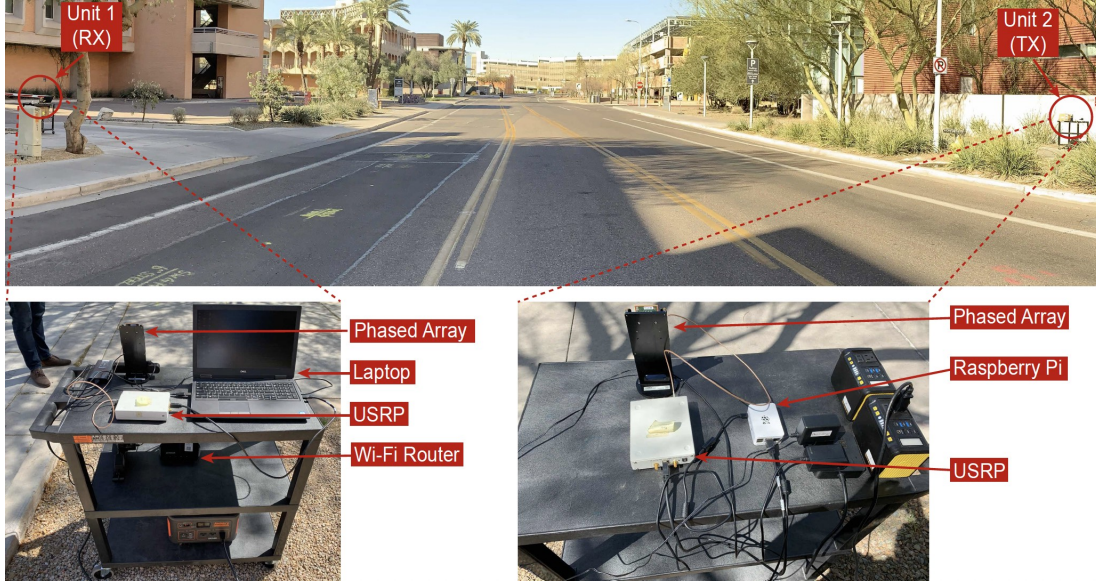 Unit 1
(RX)
Unit 2
(TX)
P
Phased Array
Laptop
USRP
Wi-Fi Router
Phased Array
Raspberry Pi
USRP